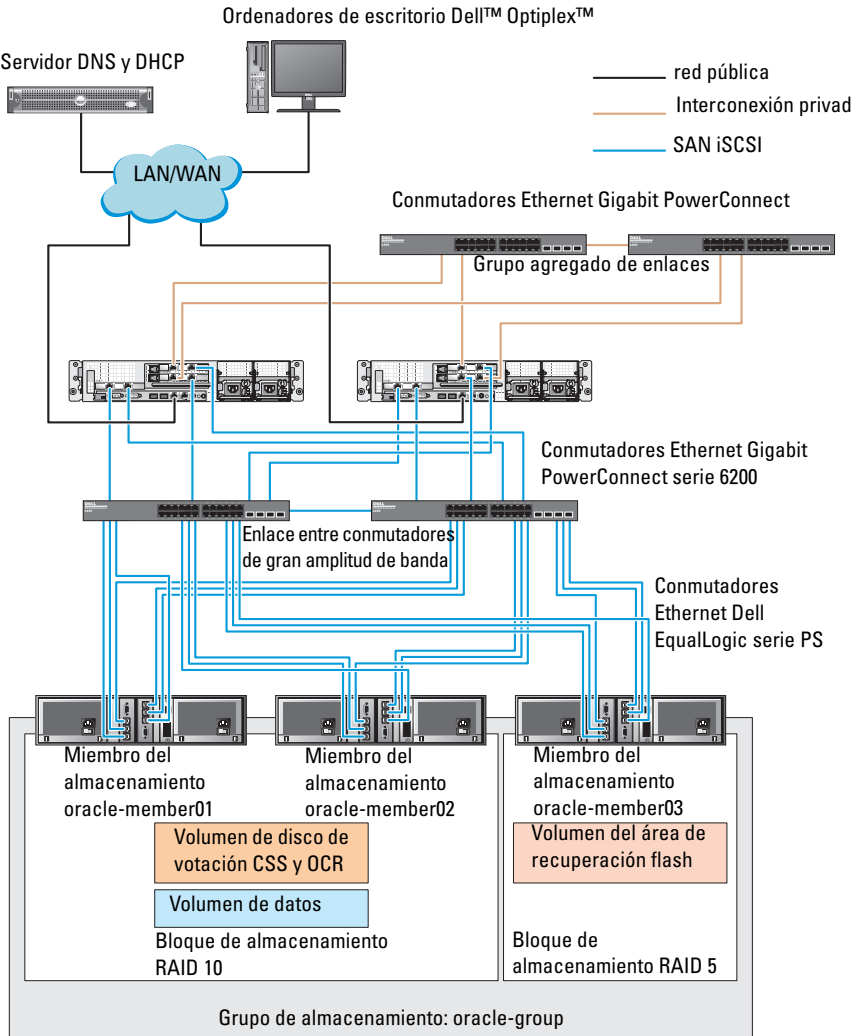 Ordenadores de escritorio Dell™ Optiplex™
Servidor DNS y DHCP
red pública
Interconexión privad
SAN iSCSI
LAN/WAN
Conmutadores Ethernet Gigabit PowerConnect
Grupo agregado de enlaces
Conmutadores Ethernet Gigabit
PowerConnect serie 6200
Enlace entre conmutadores
de gran amplitud de banda
Conmutadores
Ethernet Dell
EqualLogic serie PS
Miembro del
almacenamiento
oracle-member01
Miembro del
almacenamiento
oracle-member02
Miembro del
almacenamiento
oracle-member03
Volumen de disco de
votación CSS y OCR
Volumen del área de
recuperación flash
Volumen de datos
Bloque de almacenamiento
RAID 10
Bloque de
almacenamiento RAID 5
Grupo de almacenamiento: oracle-group